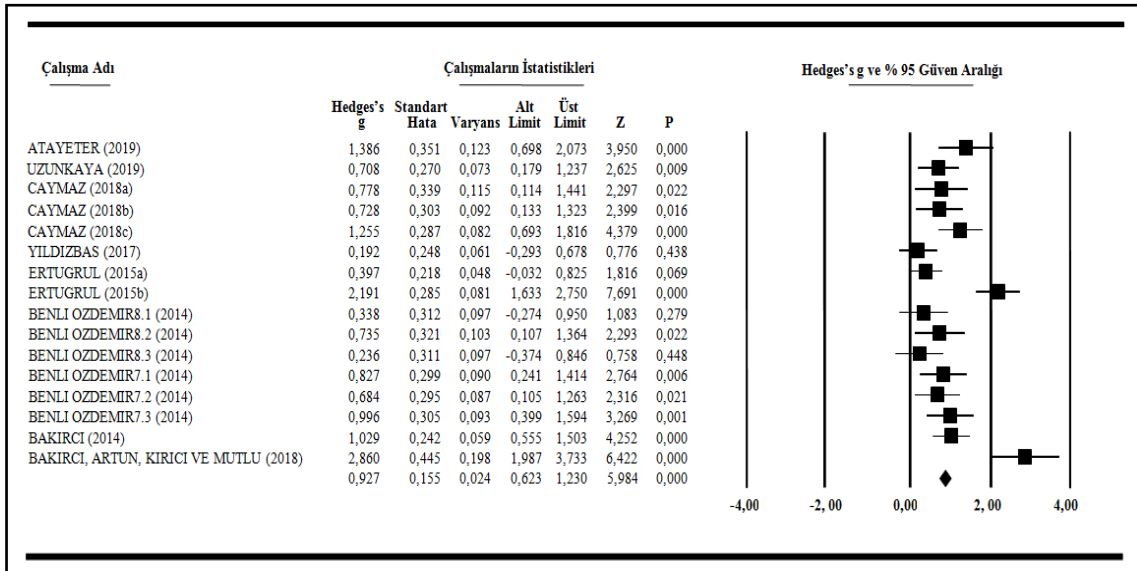 Çalışma Adı Çalışmaların İstatistikleri Hedges's g ve % 95 Güven Aralığı
Hedges's g Standart Hata Varyans Alt Limit Üst Limit Z P
ATAYETER (2019) 1,386 0,351 0,123 0,698 2,073 3,950 0,000
UZUNKAYA (2019) 0,708 0,270 0,073 0,179 1,237 2,625 0,009
CAYMAZ (2018a) 0,778 0,339 0,115 0,114 1,441 2,297 0,022
CAYMAZ (2018b) 0,728 0,303 0,092 0,133 1,323 2,399 0,016
CAYMAZ (2018c) 1,255 0,287 0,082 0,693 1,816 4,379 0,000
YILDIZBAS (2017) 0,192 0,248 0,061 -0,293 0,678 0,776 0,438
ERTUGRUL (2015a) 0,397 0,218 0,048 -0,032 0,825 1,816 0,069
ERTUGRUL (2015b) 2,191 0,285 0,081 1,633 2,750 7,691 0,000
BENLI OZDEMIR8.1 (2014) 0,338 0,312 0,097 -0,274 0,950 1,083 0,279
BENLI OZDEMIR8.2 (2014) 0,735 0,321 0,103 0,107 1,364 2,293 0,022
BENLI OZDEMIR8.3 (2014) 0,236 0,311 0,097 -0,374 0,846 0,758 0,448
BENLI OZDEMIR7.1 (2014) 0,827 0,299 0,090 0,241 1,414 2,764 0,006
BENLI OZDEMIR7.2 (2014) 0,684 0,295 0,087 0,105 1,263 2,316 0,021
BENLI OZDEMIR7.3 (2014) 0,996 0,305 0,093 0,399 1,594 3,269 0,001
BAKIRCI (2014) 1,029 0,242 0,059 0,555 1,503 4,252 0,000
BAKIRCI, ARTUN, KIRICI VE MUTLU (2018) 2,860 0,445 0,198 1,987 3,733 6,422 0,000
0,927 0,155 0,024 0,623 1,230 5,984 0,000
-4,00 -2,00 0,00 2,00 4,00